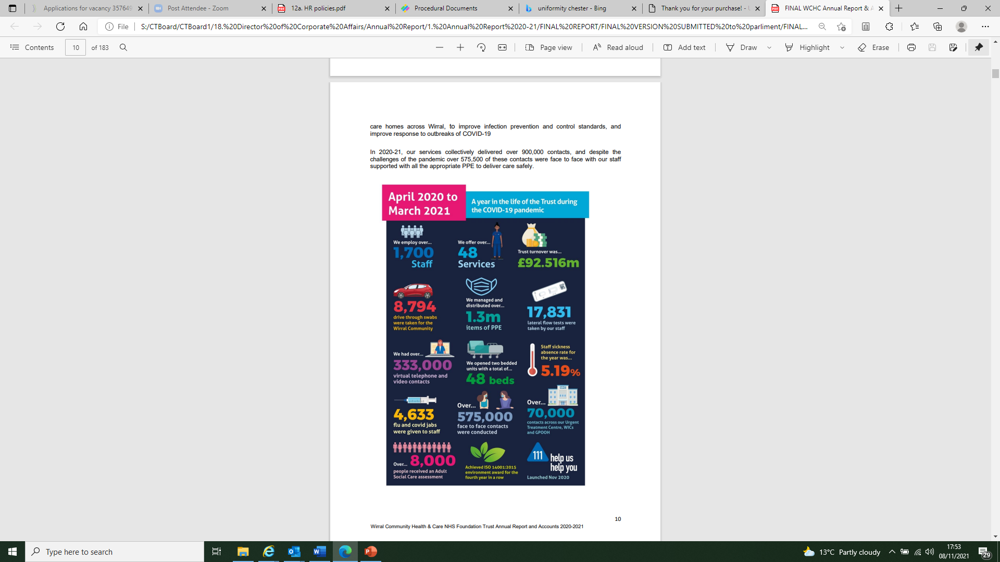 Applications for vacancy 357649
Post Attendee - Zoom
12a. HR policies.pdf
Procedural Documents
uniformity chester - Bing
Thank you for your purchase! -
FINAL WCHC Annual Report &
File
S:/CTBoard/CTBoard1/18.%20Director%20of%20Corporate%20Affairs/Annual%20Report/1.%20Annual%20Report%2020-21/FINAL%20REPORT/FINAL%20VERSION%20SUBMITTED%20to%20parliment/FINAL...
Contents
10
of 183
Page view
Read aloud
Add text
Draw
Highlight
Erase
care homes across Wirral, to improve infection prevention and control standards, and
improve response to outbreaks of COVID-19
In 2020-21, our services collectively delivered over 900,000 contacts, and despite the
challenges of the pandemic over 575,500 of these contacts were face to face with our staff
supported with all the appropriate PPE to deliver care safely.
April 2020 to
March 2021
A year in the life of the Trust during
the COVID-19 pandemic
We employ over...
1,700
Staff
We offer over...
48
Services
Trust turnover was...
£92.516m
8,794
drive through swabs
were taken for the
Wirral Community
We managed and
distributed over...
1.3m
items of PPE
17,831
lateral flow tests were
taken by our staff
We had over...
333,000
virtual telephone and
video contacts
We opened two bedded
units with a total of...
48 beds
Staff sickness
absence rate for
the year was...
5.19%
4,633
flu and covid jabs
were given to staff
Over...
575,000
face to face contacts
were conducted
NHS
Over...
70,000
contacts across our Urgent
Treatment Centre, WICs
and GPOOH
Over... 8,000
people received an Adult
Social Care assessment
Achieved ISO 14001:2015
environment award for the
fourth year in a row
111
help us
help you
Launched Nov 2020
10
Wirral Community Health & Care NHS Foundation Trust Annual Report and Accounts 2020-2021
Type here to search
13°C Partly cloudy
17:53
08/11/2021
29